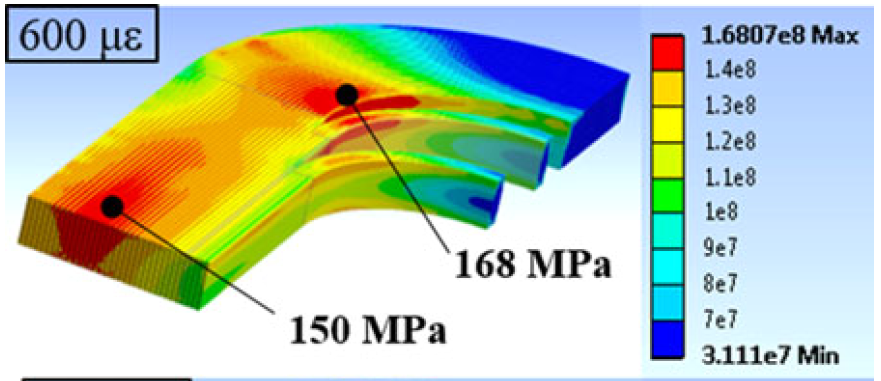 600 με
168 MPa
150 MPa
1.6807e8 Max
1.4e8
1.3e8
1.2e8
1.1e8
1e8
9e7
8e7
7e7
3.111e7 Min